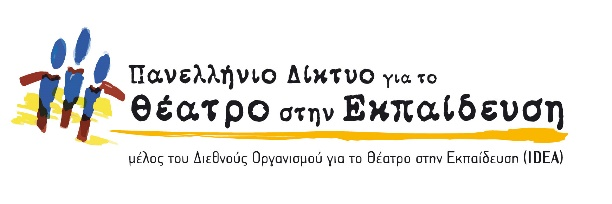 Πανελλήνιο Δίκτυο για το
Θέατρο στην Εκπαίδευση
μέλος του Διεθνούς Οργανισμού για το Θέατρο στην Εκπαίδευση (IDEA)